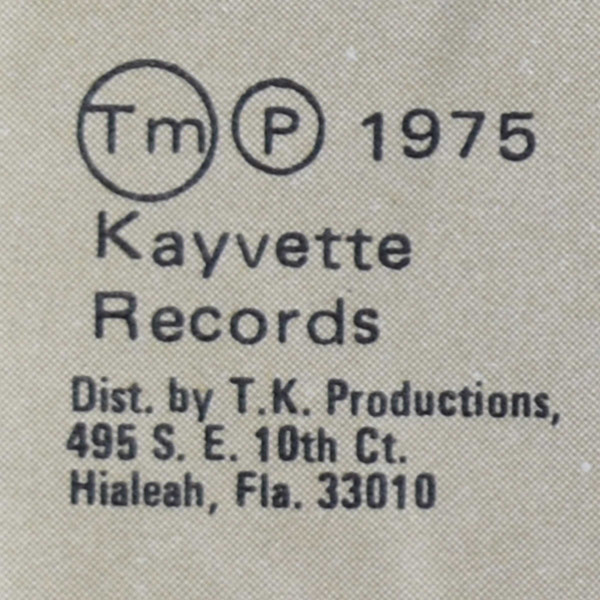 Tm P 1975
Kayvette
Records
Dist. by T.K. Productions,
495 S. E. 10th Ct.
Hialeah, Fla. 33010